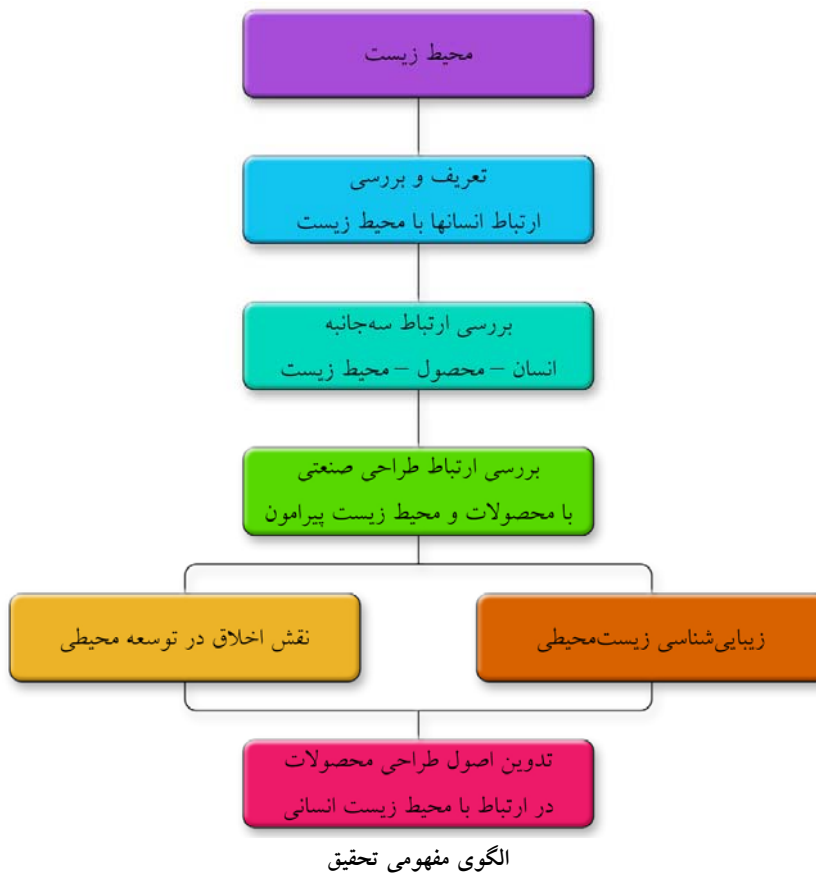 محیط زیست
تعریف و بررسی
ارتباط انسانها با محیط زیست
بررسی ارتباط سه‌جانبه
انسان – محصول – محیط زیست
بررسی ارتباط طراحی صنعتی
با محصولات و محیط زیست پیرامون
زیبایی‌شناسی زیست‌محیطی
نقش اخلاق در توسعه محیطی
تدوین اصول طراحی محصولات
در ارتباط با محیط زیست انسانی
الگوی مفهومی تحقیق